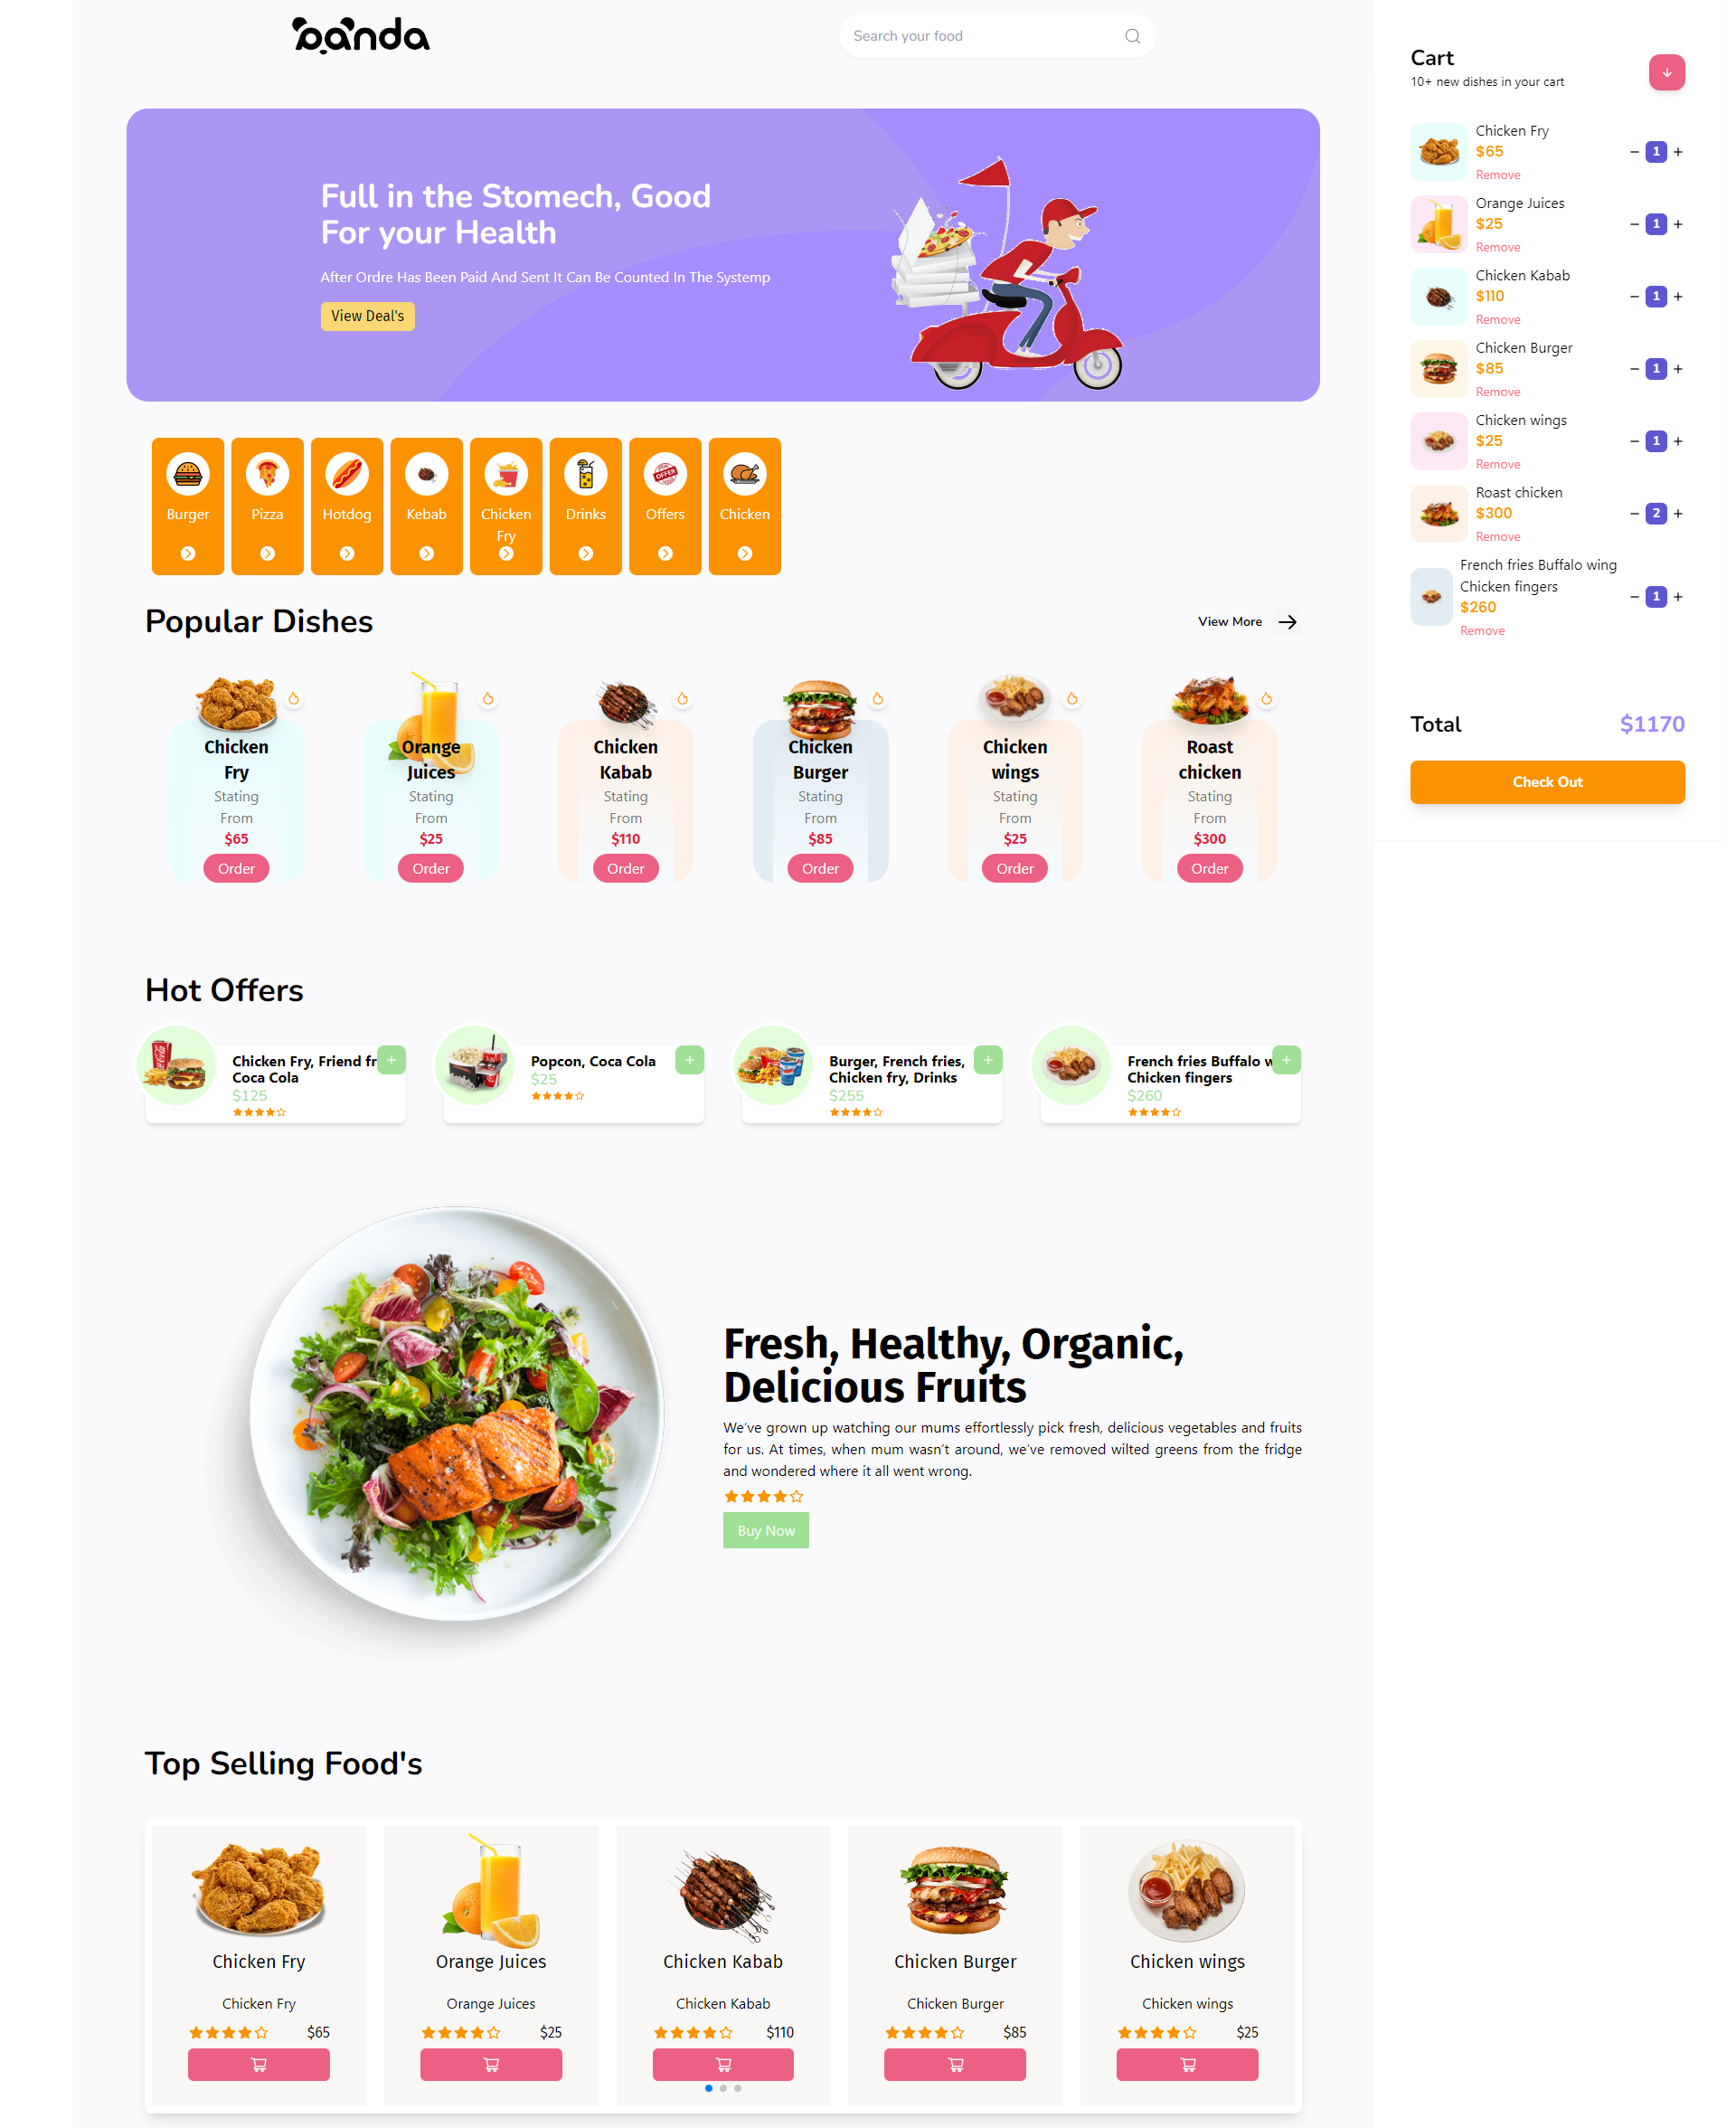 panda
Search your food
Full in the Stomech, Good
For your Health
After Ordre Has Been Paid And Sent It Can Be Counted In The Systemp
View Deal's
Burger
Pizza
Hotdog
Kebab
Chicken
Fry
Drinks
OFFER
Offers
Chicken
Popular Dishes
View More
Chicken
Fry
Stating
From
$65
Order
Orange
Juices
Stating
From
$25
Order
Chicken
Kabab
Stating
From
$110
Order
Chicken
Burger
Stating
From
$85
Order
Chicken
wings
Stating
From
$25
Order
Roast
chicken
Stating
From
$300
Order
Hot Offers
Chicken Fry, Friend fr
Coca Cola
$125
Popcon, Coca Cola
$25
Burger, French fries,
Chicken fry, Drinks
$255
French fries Buffalo w
Chicken fingers
$260
Fresh, Healthy, Organic,
Delicious Fruits
We've grown up watching our mums effortlessly pick fresh, delicious vegetables and fruits
for us. At times, when mum wasn't around, we've removed wilted greens from the fridge
and wondered where it all went wrong.
Buy Now
Top Selling Food's
Chicken Fry
Chicken Fry
$65
Orange Juices
Orange Juices
$25
Chicken Kabab
Chicken Kabab
$110
Chicken Burger
Chicken Burger
$85
Chicken wings
Chicken wings
$25
Cart
10+ new dishes in your cart
Chicken Fry
$65
Remove
− 1 +
Orange Juices
$25
Remove
− 1 +
Chicken Kabab
$110
Remove
− 1 +
Chicken Burger
$85
Remove
− 1 +
Chicken wings
$25
Remove
− 1 +
Roast chicken
$300
Remove
− 2 +
French fries Buffalo wing
Chicken fingers
$260
Remove
− 1 +
Total $1170
Check Out